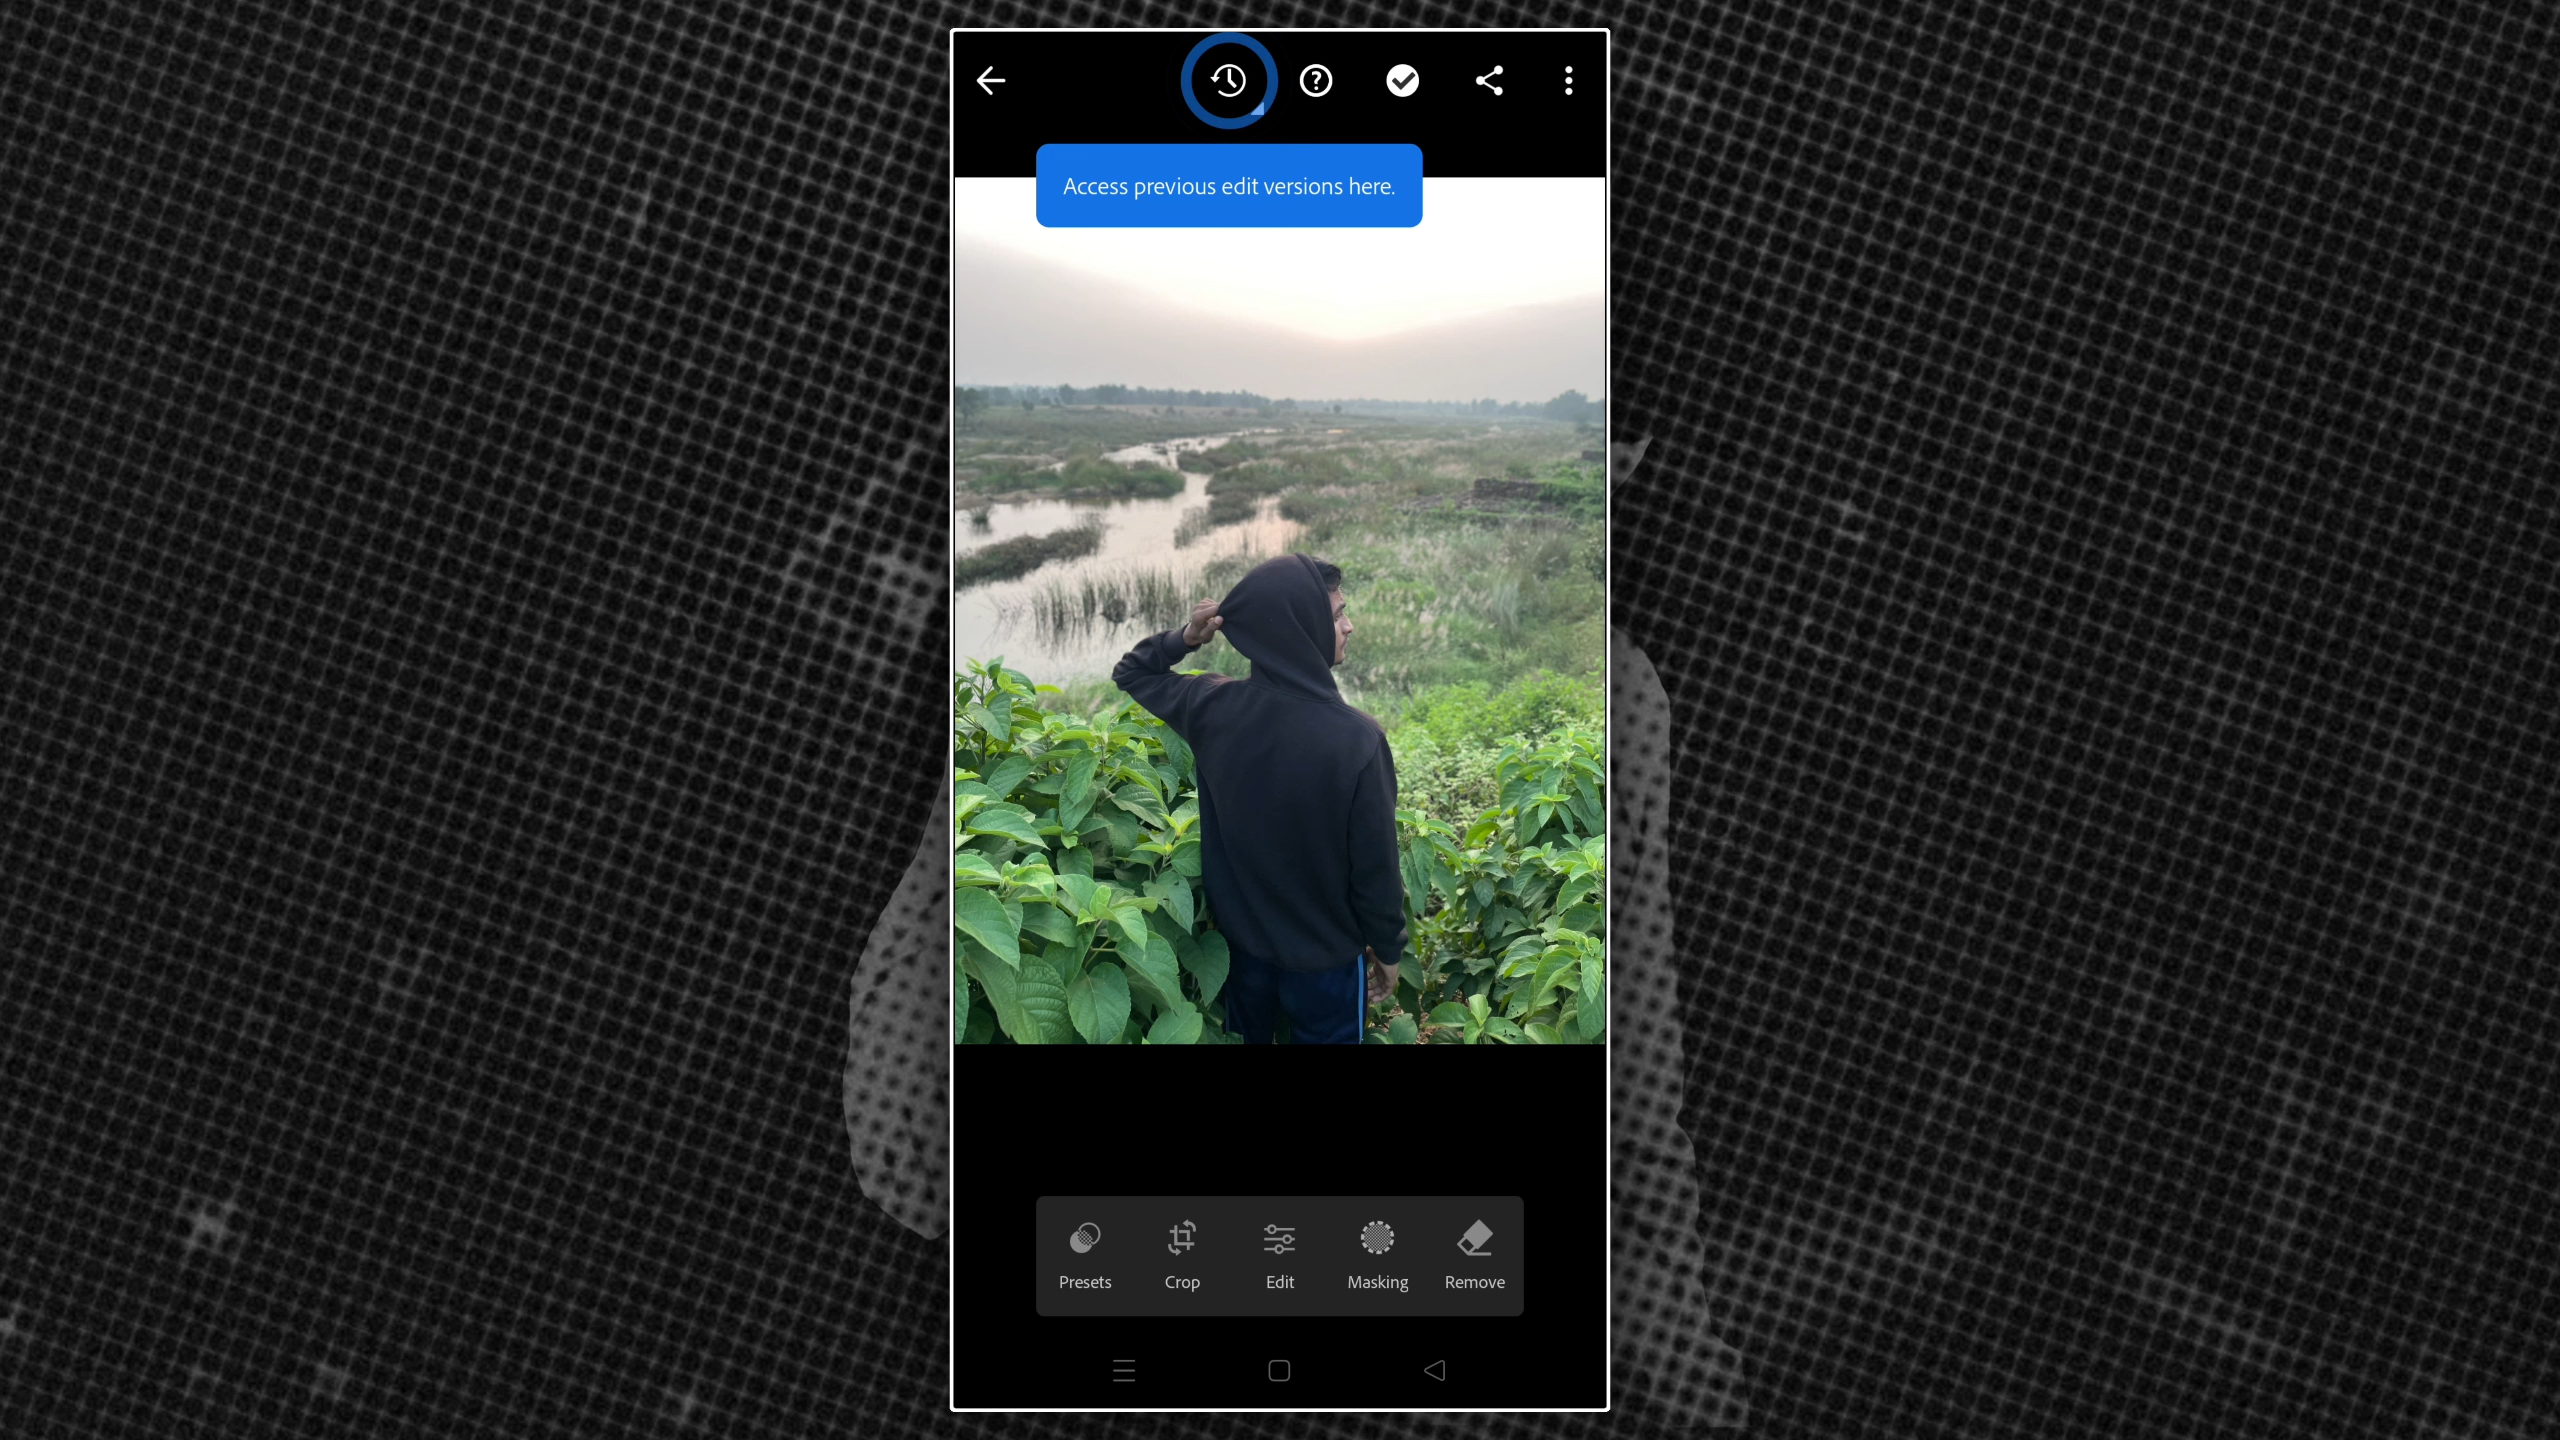 Access previous edit versions here.
Presets
Crop
Edit
Masking
Remove